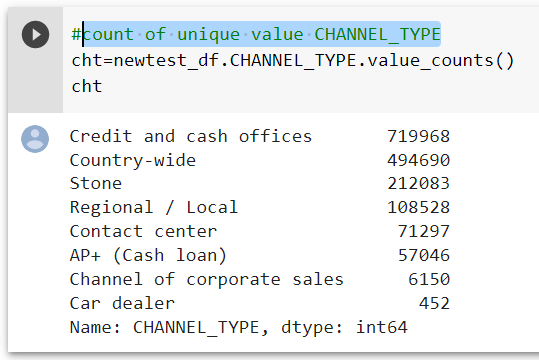 #count of unique value CHANNEL_TYPE
cht=newtest_df.CHANNEL_TYPE.value_counts()
cht
Credit and cash offices 719968
Country-wide 494690
Stone 212083
Regional / Local 108528
Contact center 71297
AP+ (Cash loan) 57046
Channel of corporate sales 6150
Car dealer 452
Name: CHANNEL_TYPE, dtype: int64